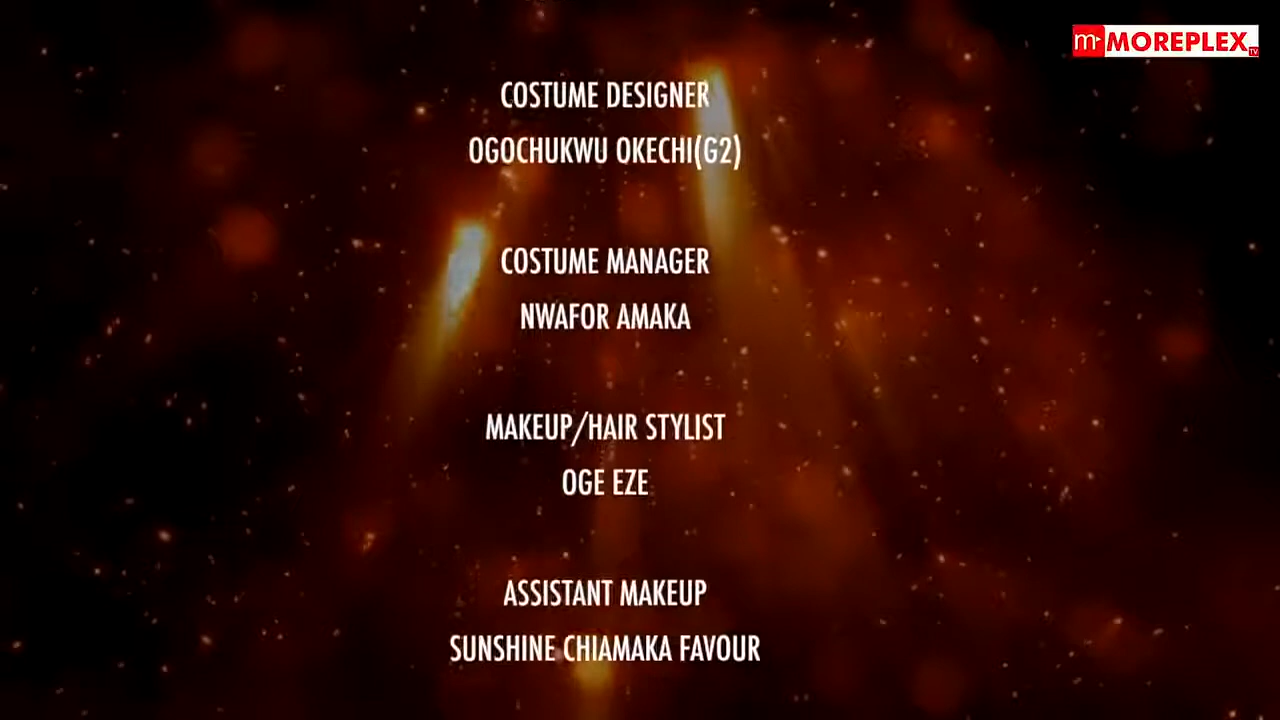 m MOREPLEX TV
COSTUME DESIGNER
OGOCHUKWU OKECHI(G2)
COSTUME MANAGER
NWAFOR AMAKA
MAKEUP/HAIR STYLIST
OGE EZE
ASSISTANT MAKEUP
SUNSHINE CHIAMAKA FAVOUR